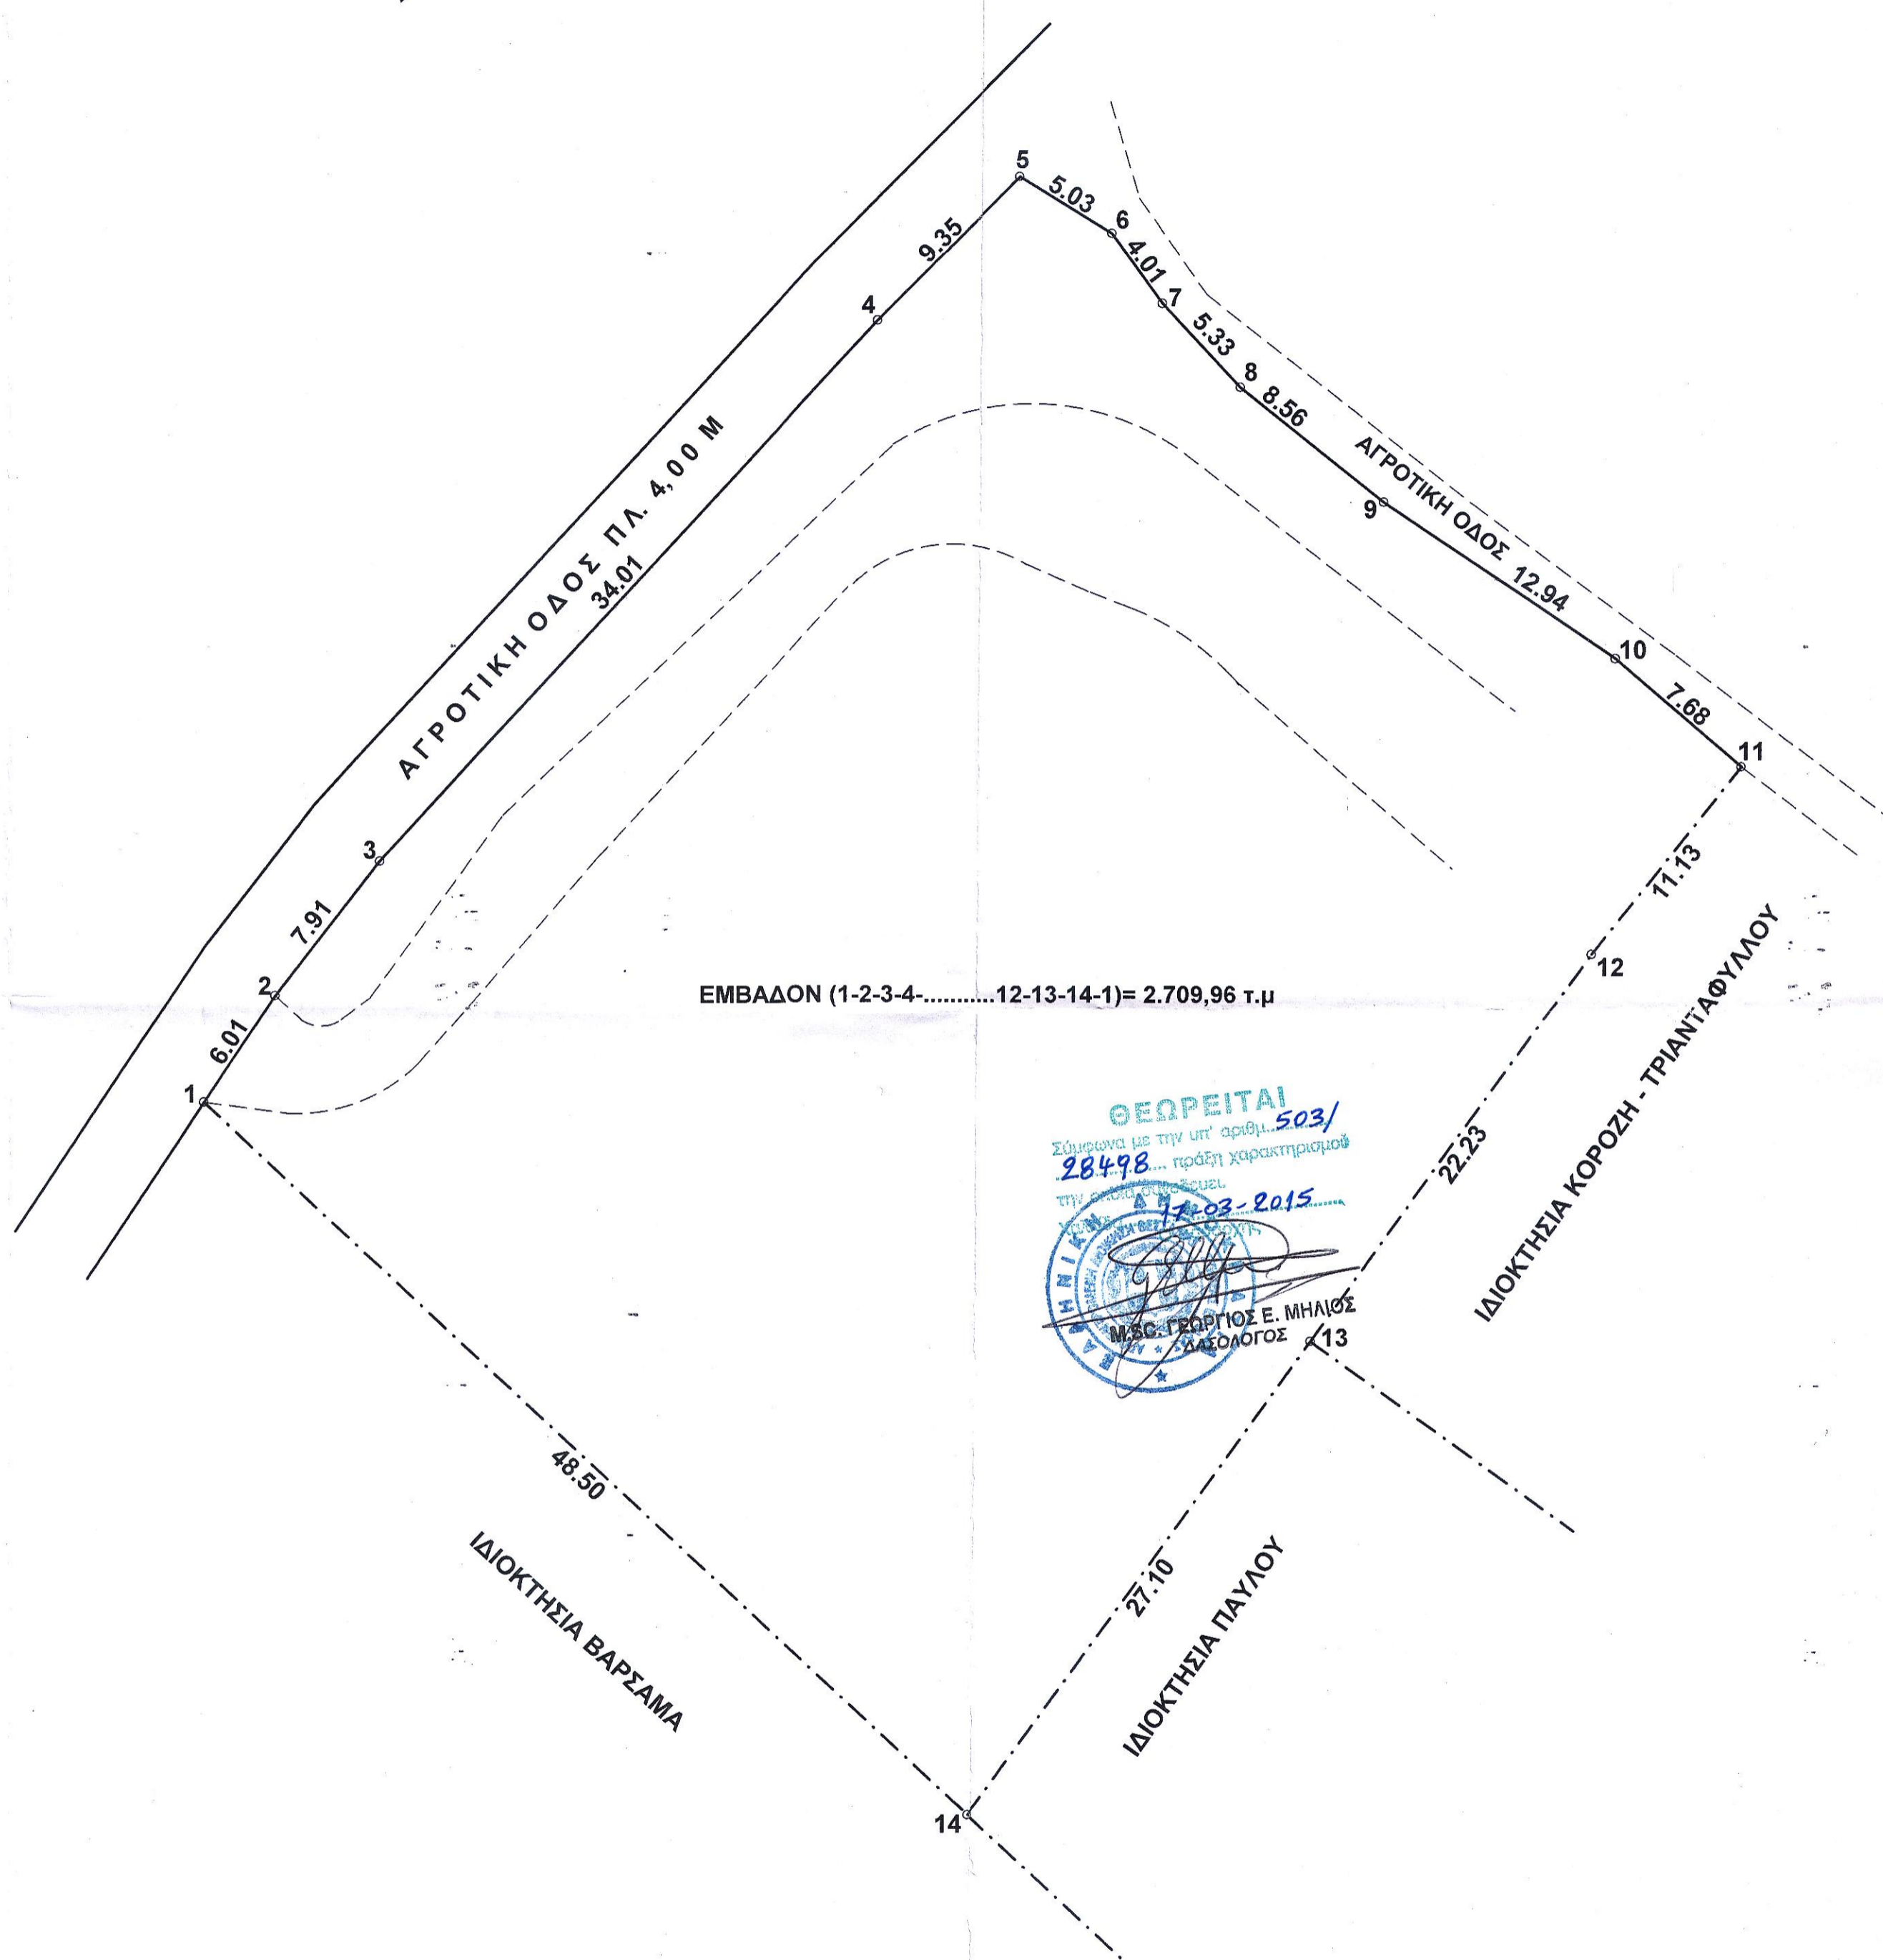 5
5.03
6
4.01
7
5.33
8
8.56
9
9.35
4
ΑΓΡΟΤΙΚΗ ΟΔΟΣ ΠΛ. 4,00 Μ
34.01
ΑΓΡΟΤΙΚΗ ΟΔΟΣ
12.94
10
7.68
11
3
7.91
2
6.01
1
11.13
12
ΕΜΒΑΔΟΝ (1-2-3-4-...........12-13-14-1)= 2.709,96 τ.μ
22.23
ΙΔΙΟΚΤΗΣΙΑ ΚΟΡΟΖΗ - ΤΡΙΑΝΤΑΦΥΛΛΟΥ
ΘΕΩΡΕΙΤΑΙ
Σύμφωνα με την υπ' αριθμ. 503/
28498 πράξη χαρακτηρισμού
την οποία συνοδεύει
17-03-2015
M.SC. ΓΕΩΡΓΙΟΣ Ε. ΜΗΛΙΟΣ
ΔΑΣΟΛΟΓΟΣ
13
48.50
27.10
ΙΔΙΟΚΤΗΣΙΑ ΒΑΡΣΑΜΑ
ΙΔΙΟΚΤΗΣΙΑ ΠΑΥΛΟΥ
14